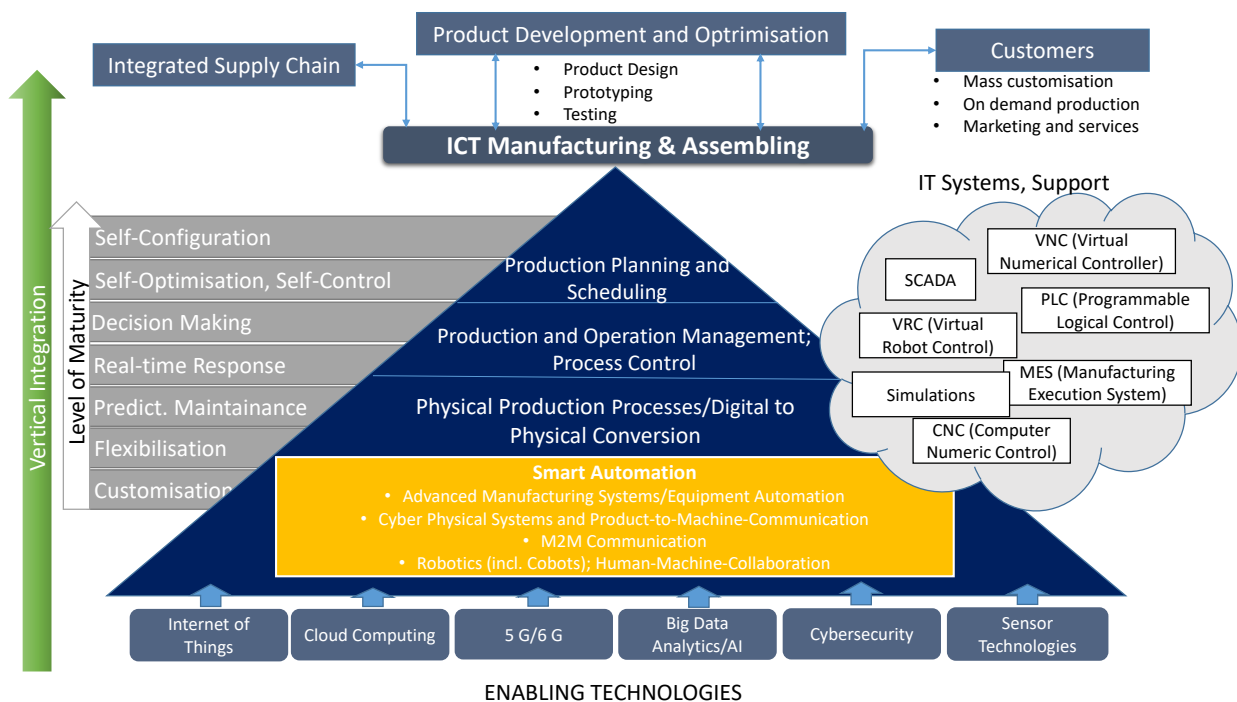 Product Development and Optrimisation
Integrated Supply Chain
Customers
• Product Design
• Prototyping
• Testing
• Mass customisation
• On demand production
• Marketing and services
ICT Manufacturing & Assembling
IT Systems, Support
Vertical Integration
Level of Maturity
Self-Configuration
Self-Optimisation, Self-Control
Decision Making
Real-time Response
Predict. Maintainance
Flexibilisation
Customisation
Production Planning and
Scheduling
Production and Operation Management;
Process Control
Physical Production Processes/Digital to
Physical Conversion
VNC (Virtual
Numerical Controller)
SCADA
PLC (Programmable
Logical Control)
VRC (Virtual
Robot Control)
MES (Manufacturing
Execution System)
Simulations
CNC (Computer
Numeric Control)
Smart Automation
• Advanced Manufacturing Systems/Equipment Automation
• Cyber Physical Systems and Product-to-Machine-Communication
• M2M Communication
• Robotics (incl. Cobots); Human-Machine-Collaboration
Internet of
Things
Cloud Computing
5 G/6 G
Big Data
Analytics/AI
Cybersecurity
Sensor
Technologies
ENABLING TECHNOLOGIES